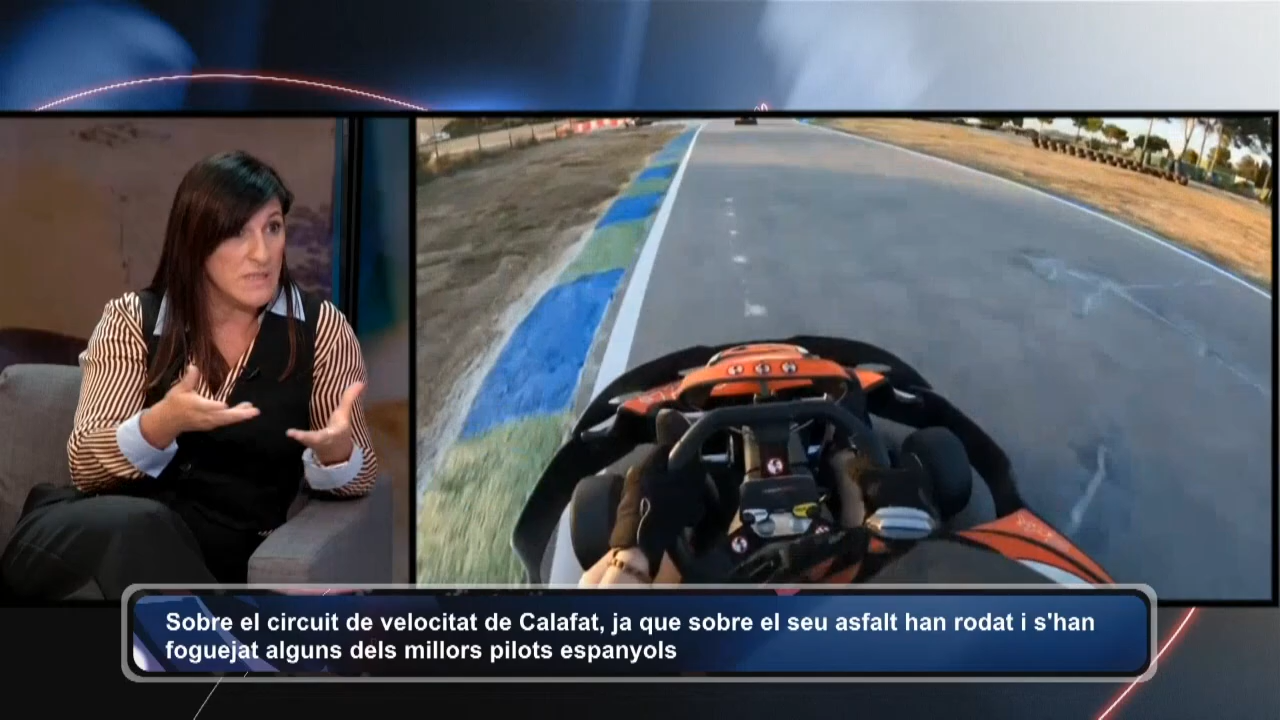 Sobre el circuit de velocitat de Calafat, ja que sobre el seu asfalt han rodat i s'han
foguejat alguns dels millors pilots espanyols